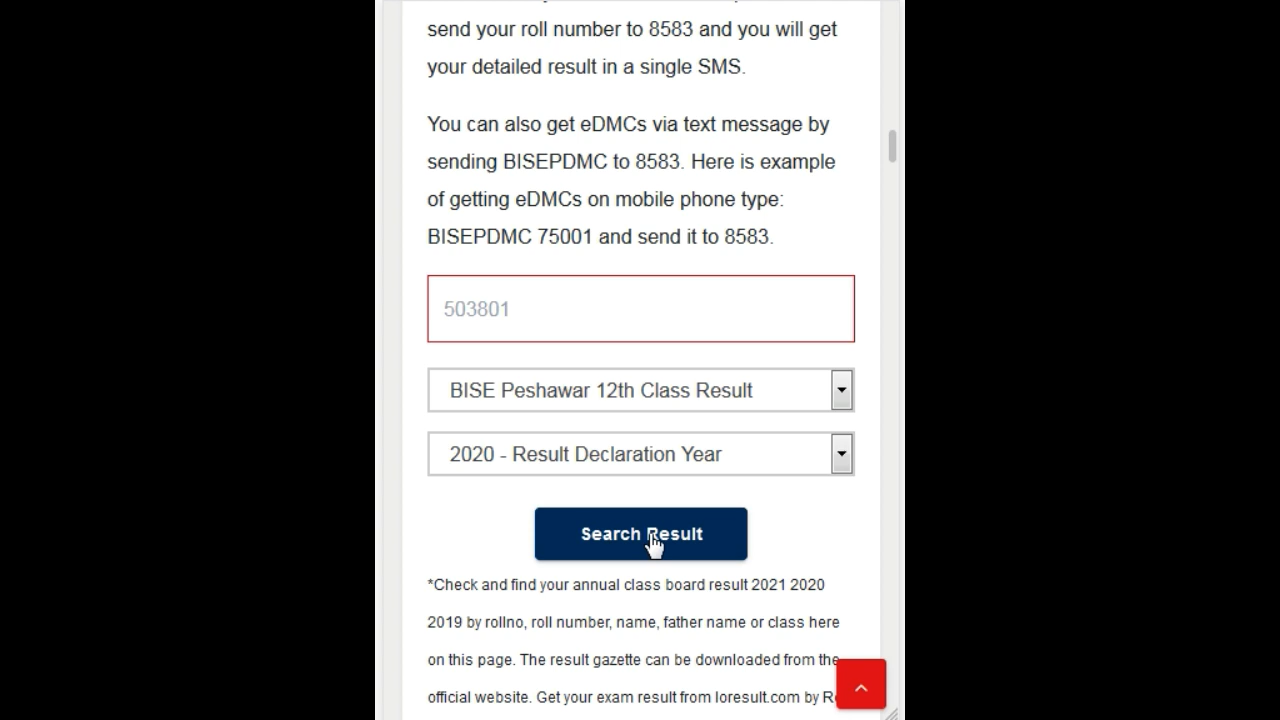 send your roll number to 8583 and you will get
your detailed result in a single SMS.
You can also get eDMCs via text message by
sending BISEPDMC to 8583. Here is example
of getting eDMCs on mobile phone type:
BISEPDMC 75001 and send it to 8583.
503801
BISE Peshawar 12th Class Result
2020 - Result Declaration Year
Search Result
*Check and find your annual class board result 2021 2020
2019 by rollno, roll number, name, father name or class here
on this page. The result gazette can be downloaded from the
official website. Get your exam result from loresult.com by